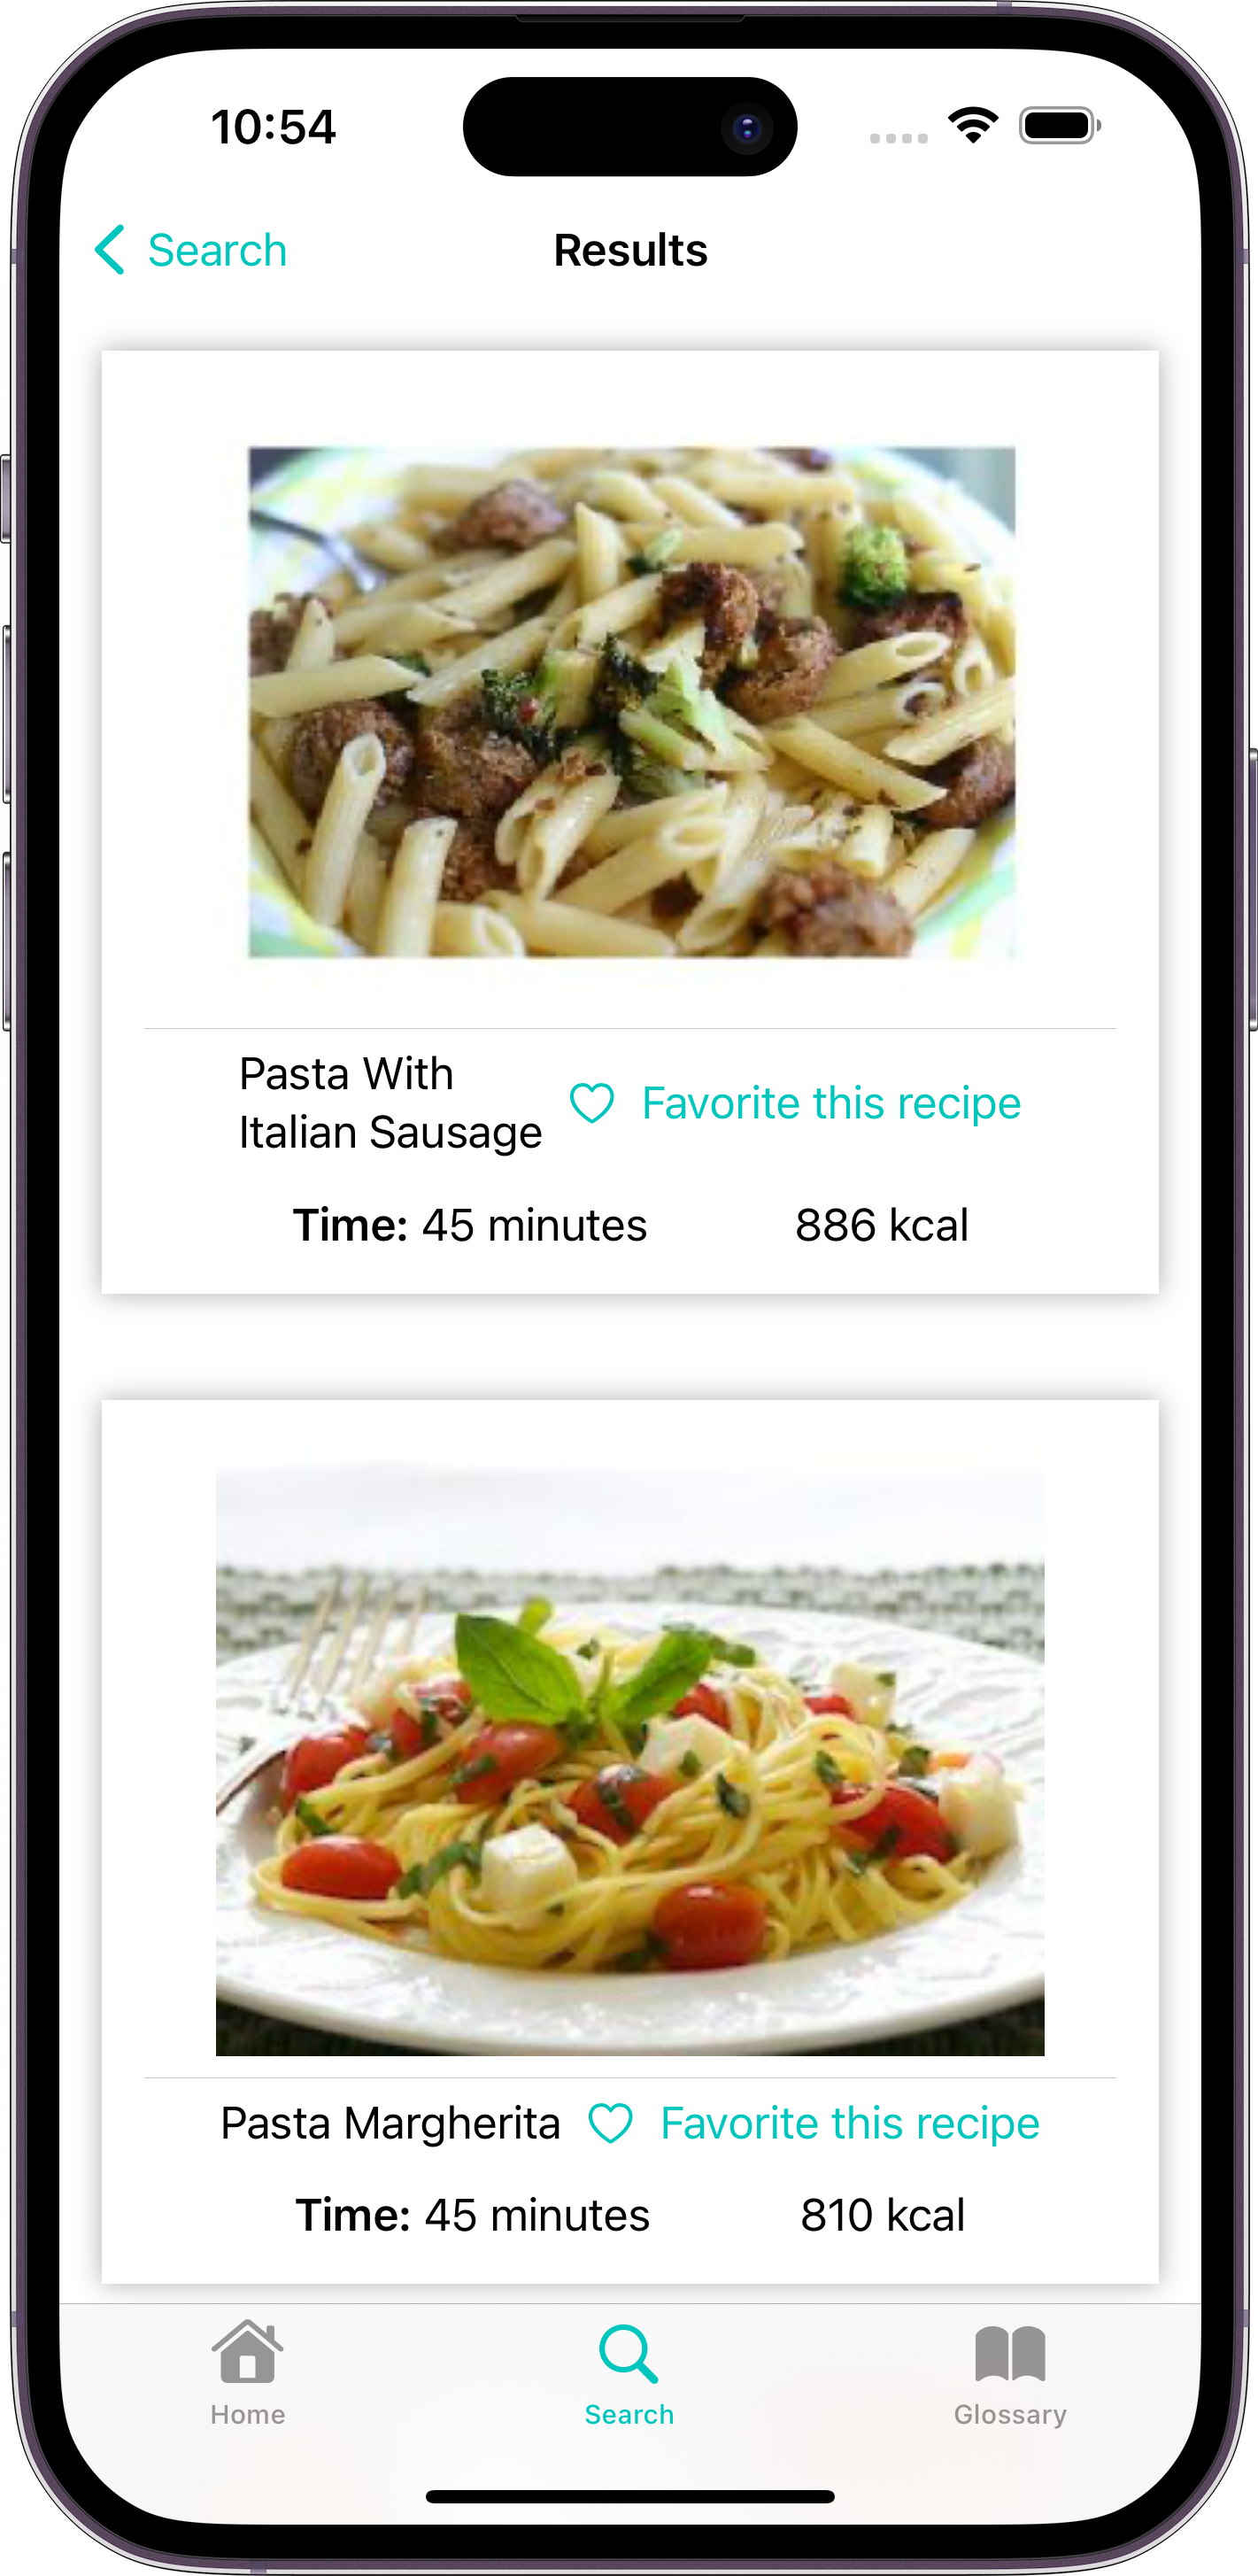 10:54
Search
Results
Pasta With
Italian Sausage
Favorite this recipe
Time: 45 minutes
886 kcal
Pasta Margherita
Favorite this recipe
Time: 45 minutes
810 kcal
Home
Search
Glossary